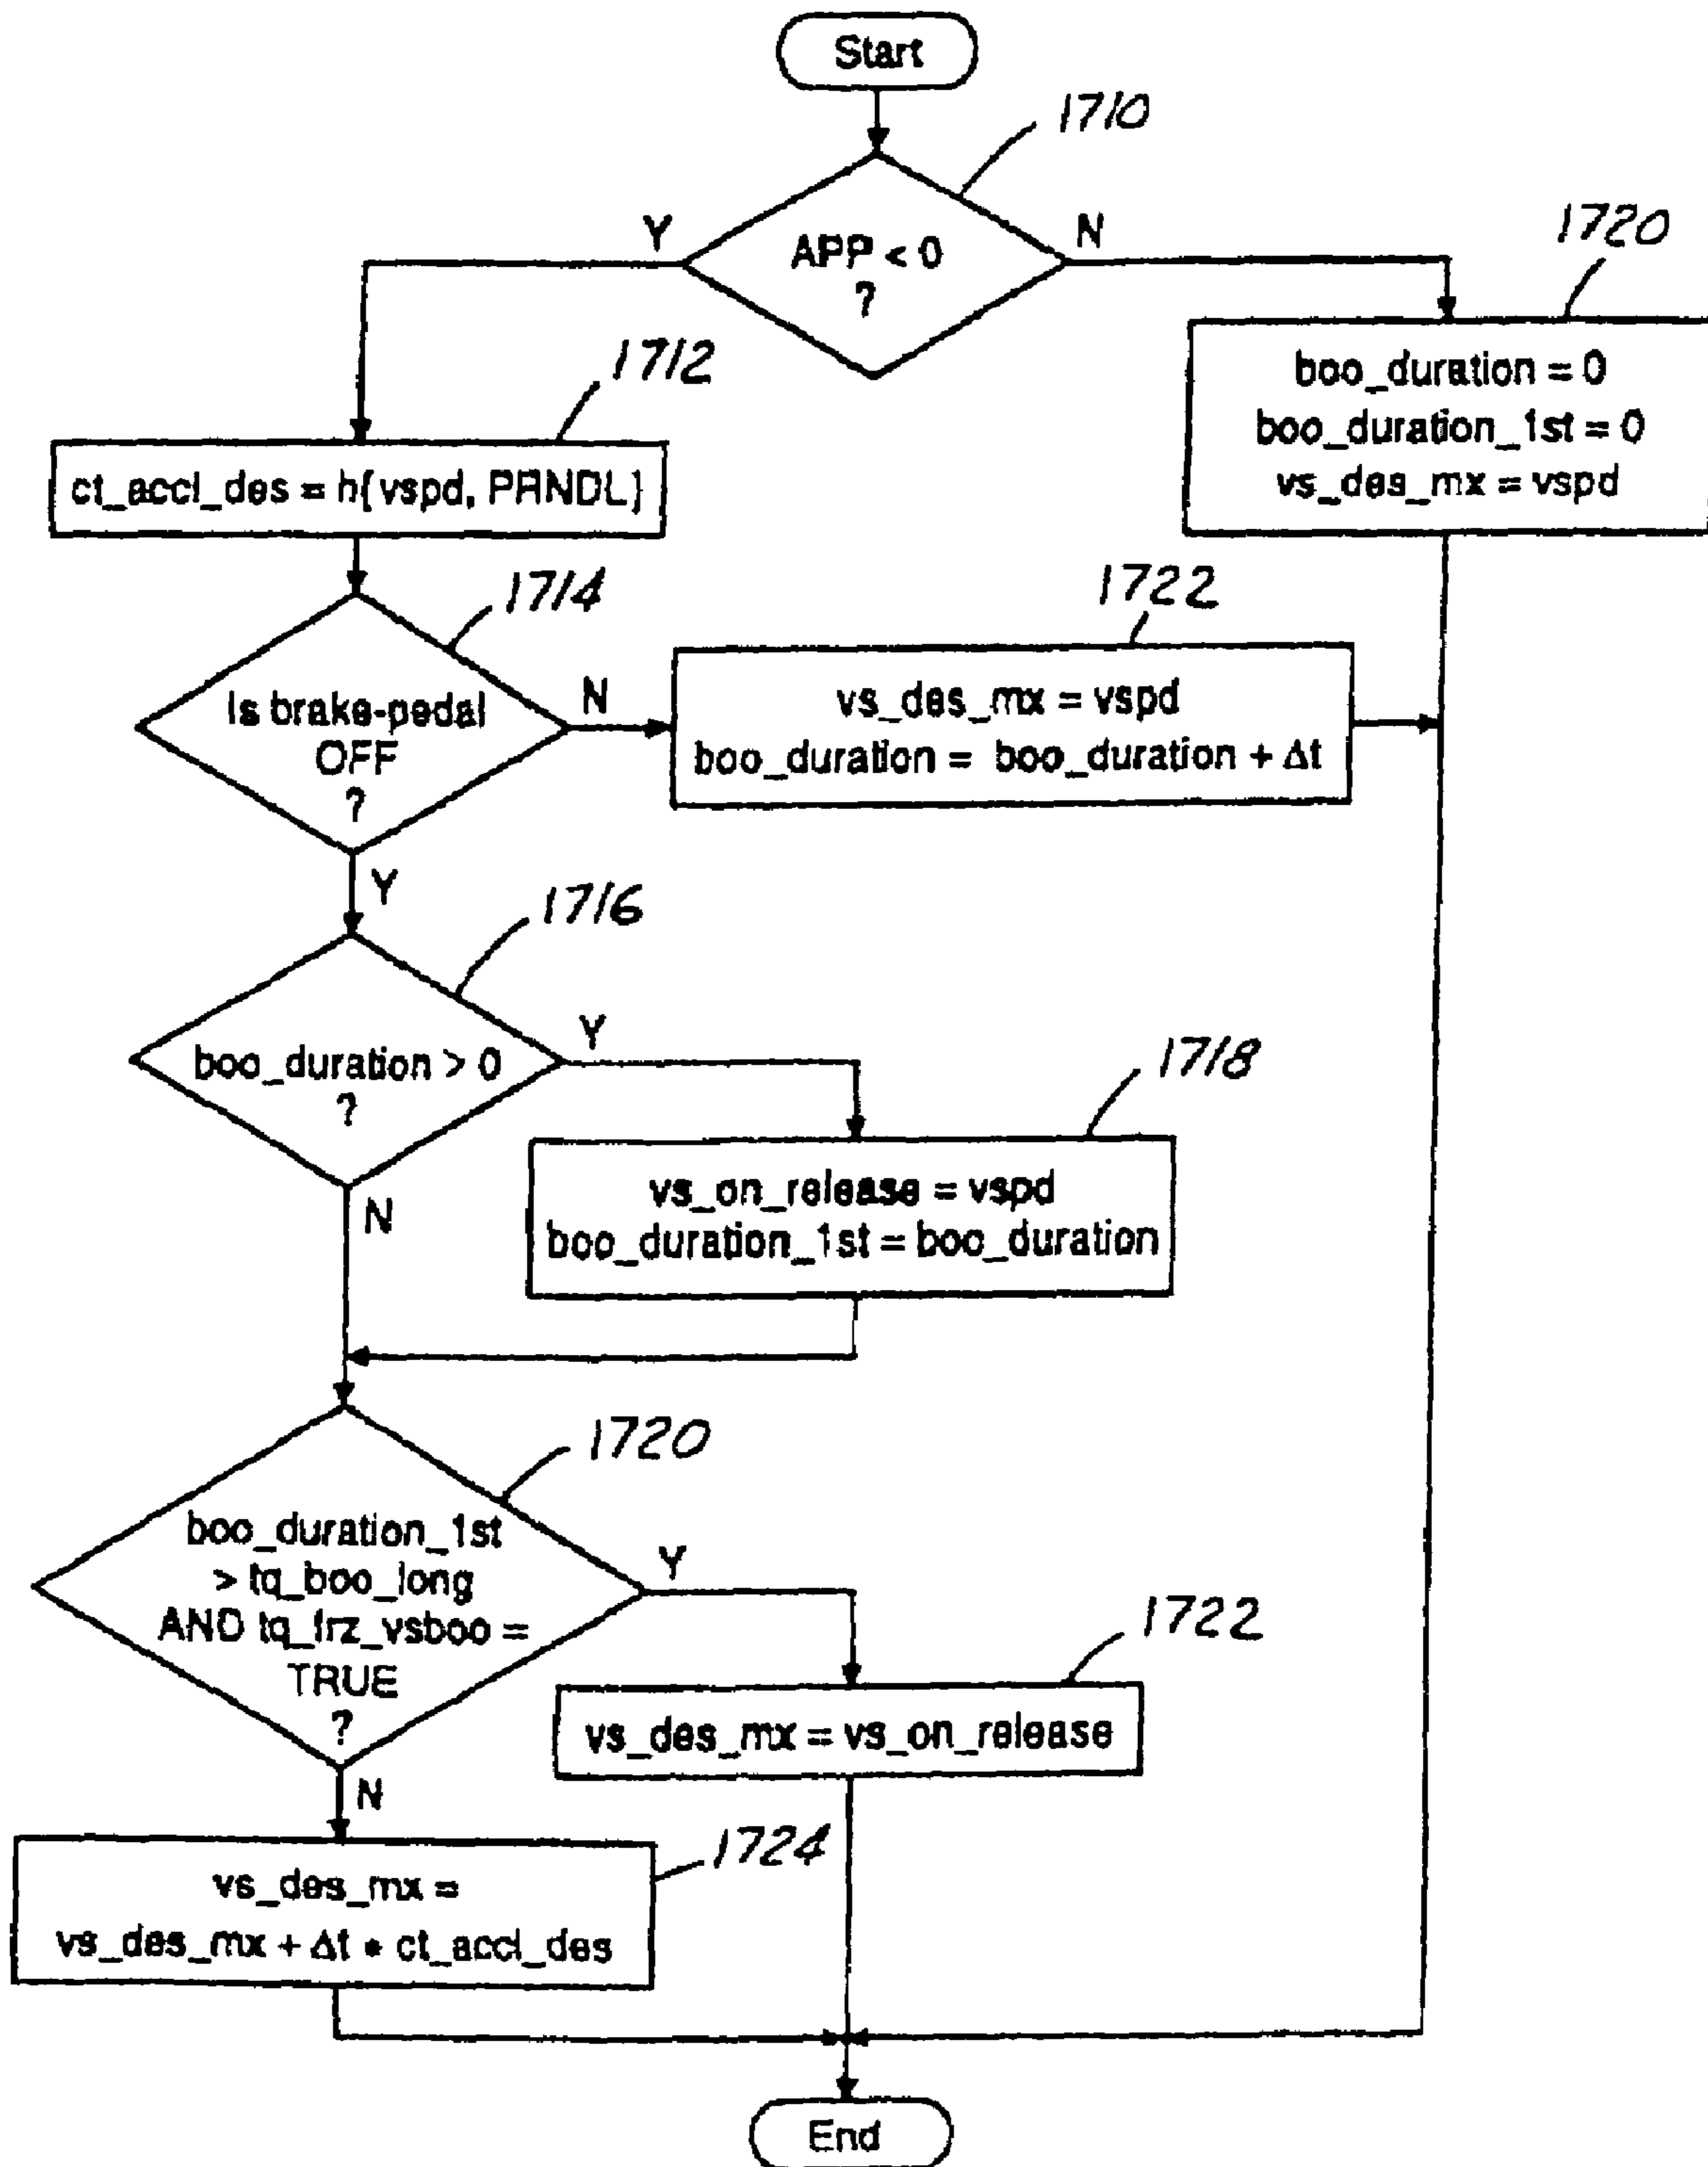 Start
1710
APP < 0
?
Y
N
1720
boo_duration = 0
boo_duration_1st = 0
vs_des_mx = vspd
1712
ct_accl_des = h[vspd, PRNDL]
1714
Is brake-pedal
OFF
?
N
Y
1722
vs_des_mx = vspd
boo_duration = boo_duration + Δt
1716
boo_duration > 0
?
Y
N
1718
vs_on_release = vspd
boo_duration_1st = boo_duration
1720
boo_duration_1st
> tq_boo_long
AND tq_frz_vsboo =
TRUE
?
Y
N
1722
vs_des_mx = vs_on_release
1724
vs_des_mx =
vs_des_mx + Δt * ct_accl_des
End